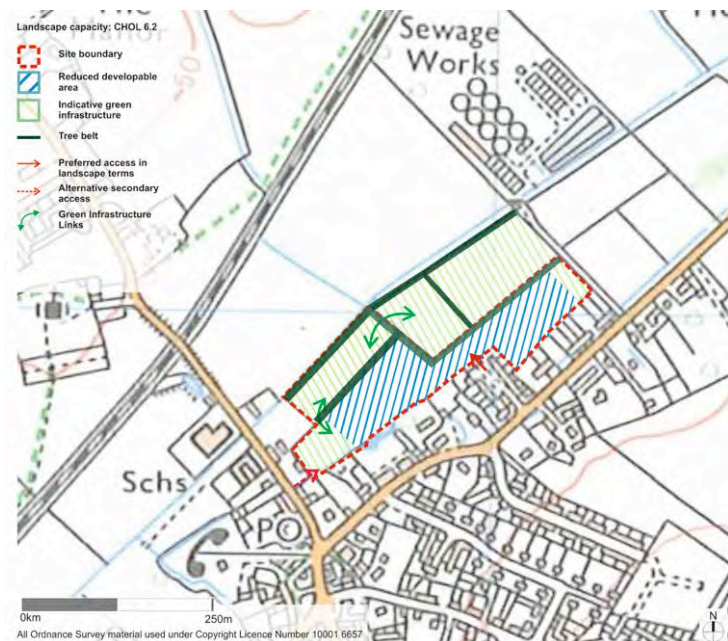 Landscape capacity: CHOL 6.2
Site boundary
Reduced developable
area
Indicative green
infrastructure
Tree belt
Preferred access in
landscape terms
Alternative secondary
access
Green Infrastructure
Links
Manor
50
Sewage
Works
Schs
PO
0km
250m
N
All Ordnance Survey material used under Copyright Licence Number 10001 6657